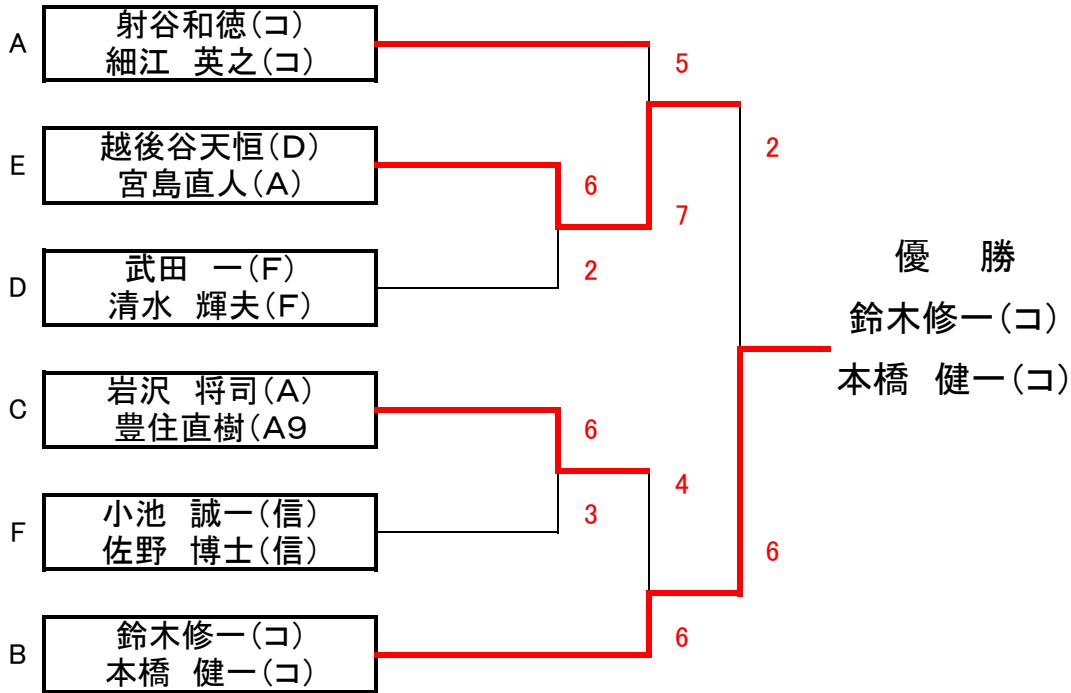 A
射谷和徳(コ)
細江　英之(コ)
5
E
越後谷天恒(D)
宮島直人(A)
2
6
7
D
武田　一(F)
清水　輝夫(F)
2
優　勝
鈴木修一(コ)
本橋　健一(コ)
C
岩沢　将司(A)
豊住直樹(A9
6
4
F
小池　誠一(信)
佐野　博士(信)
3
6
B
鈴木修一(コ)
本橋　健一(コ)
6